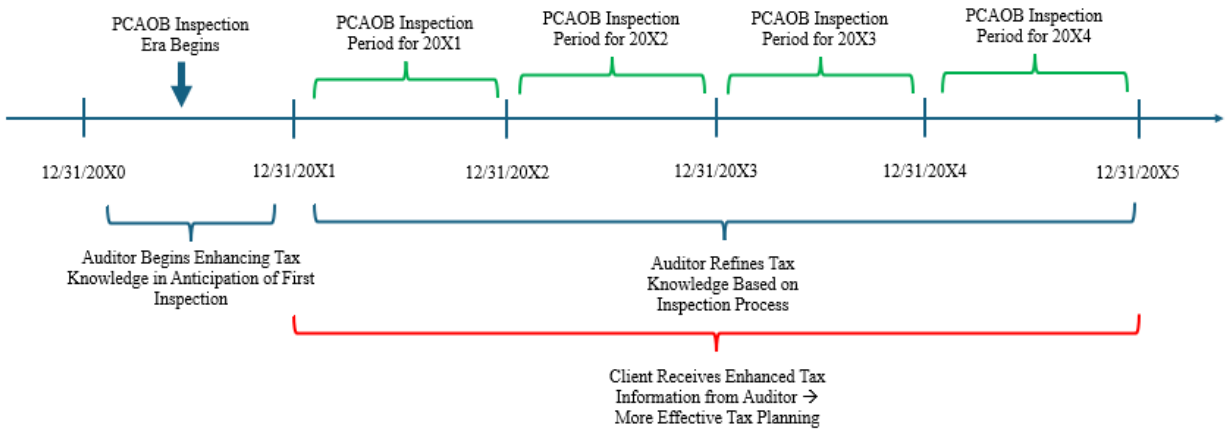 PCAOB Inspection
Era Begins
PCAOB Inspection
Period for 20X1
PCAOB Inspection
Period for 20X2
PCAOB Inspection
Period for 20X3
PCAOB Inspection
Period for 20X4
12/31/20X0
12/31/20X1
12/31/20X2
12/31/20X3
12/31/20X4
12/31/20X5
Auditor Begins Enhancing Tax
Knowledge in Anticipation of First
Inspection
Auditor Refines Tax
Knowledge Based on
Inspection Process
Client Receives Enhanced Tax
Information from Auditor →
More Effective Tax Planning